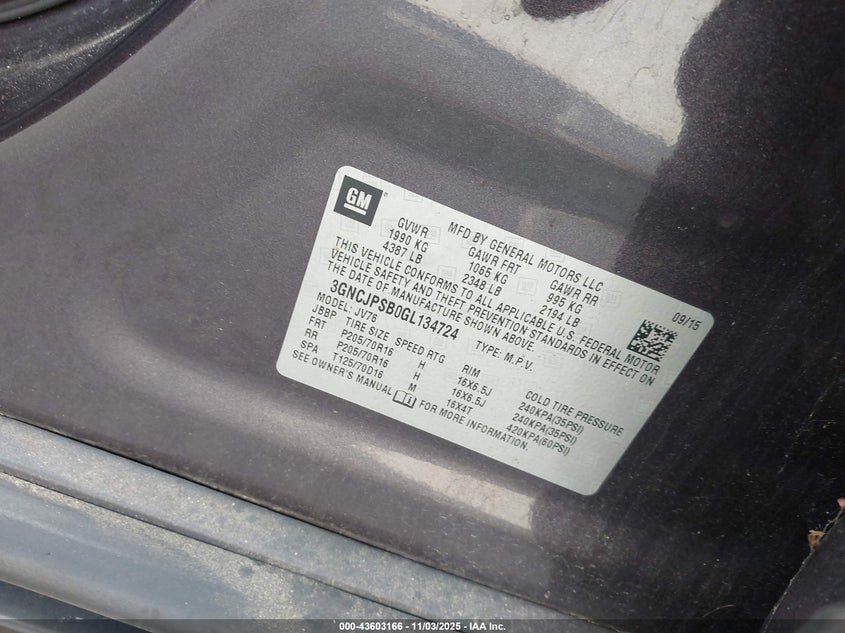 GM
MFD BY GENERAL MOTORS LLC 09/15
GVWR GAWR FRT GAWR RR
1990 KG 1065 KG 995 KG
4387 LB 2348 LB 2194 LB
THIS VEHICLE CONFORMS TO ALL APPLICABLE U.S. FEDERAL MOTOR
VEHICLE SAFETY AND THEFT PREVENTION STANDARDS IN EFFECT ON
THE DATE OF MANUFACTURE SHOWN ABOVE.
3GNCJPSB0GL134724 TYPE: M.P.V.
MODEL: JV76
JBBP TIRE SIZE SPEED RTG RIM COLD TIRE PRESSURE
FRT P205/70R16 H 16X6.5J 240KPA(35PSI)
RR P205/70R16 H 16X6.5J 240KPA(35PSI)
SPA T125/70D16 M 16X4T 420KPA(60PSI)
SEE OWNER'S MANUAL FOR MORE INFORMATION.
000-43603166 - 11/03/2025 - IAA Inc.